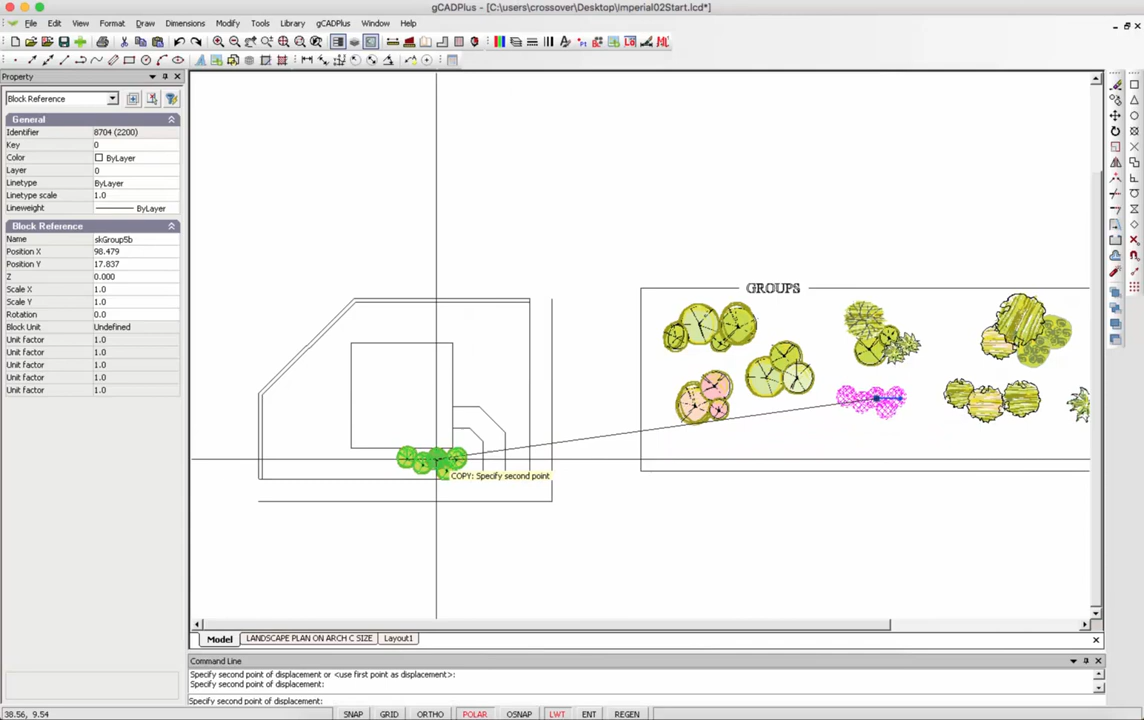 gCADPlus - [C:\users\crossover\Desktop\Imperial02Start.lcd*]
File Edit View Format Draw Dimensions Modify Tools Library gCADPlus Window Help
Property
Block Reference
General
Identifier 8704 (2200)
Key 0
Color ByLayer
Layer 0
Linetype ByLayer
Linetype scale 1.0
Lineweight ByLayer
Block Reference
Name skGroup5b
Position X 98.479
Position Y 17.837
Z 0.000
Scale X 1.0
Scale Y 1.0
Rotation 0.0
Block Unit Undefined
Unit factor 1.0
Unit factor 1.0
Unit factor 1.0
Unit factor 1.0
Unit factor 1.0
GROUPS
COPY: Specify second point
Model LANDSCAPE PLAN ON ARCH C SIZE Layout1
Command Line
Specify second point of displacement or <use first point as displacement>:
Specify second point of displacement:
Specify second point of displacement:
38.56, 9.54 SNAP GRID ORTHO POLAR OSNAP LWT ENT REGEN